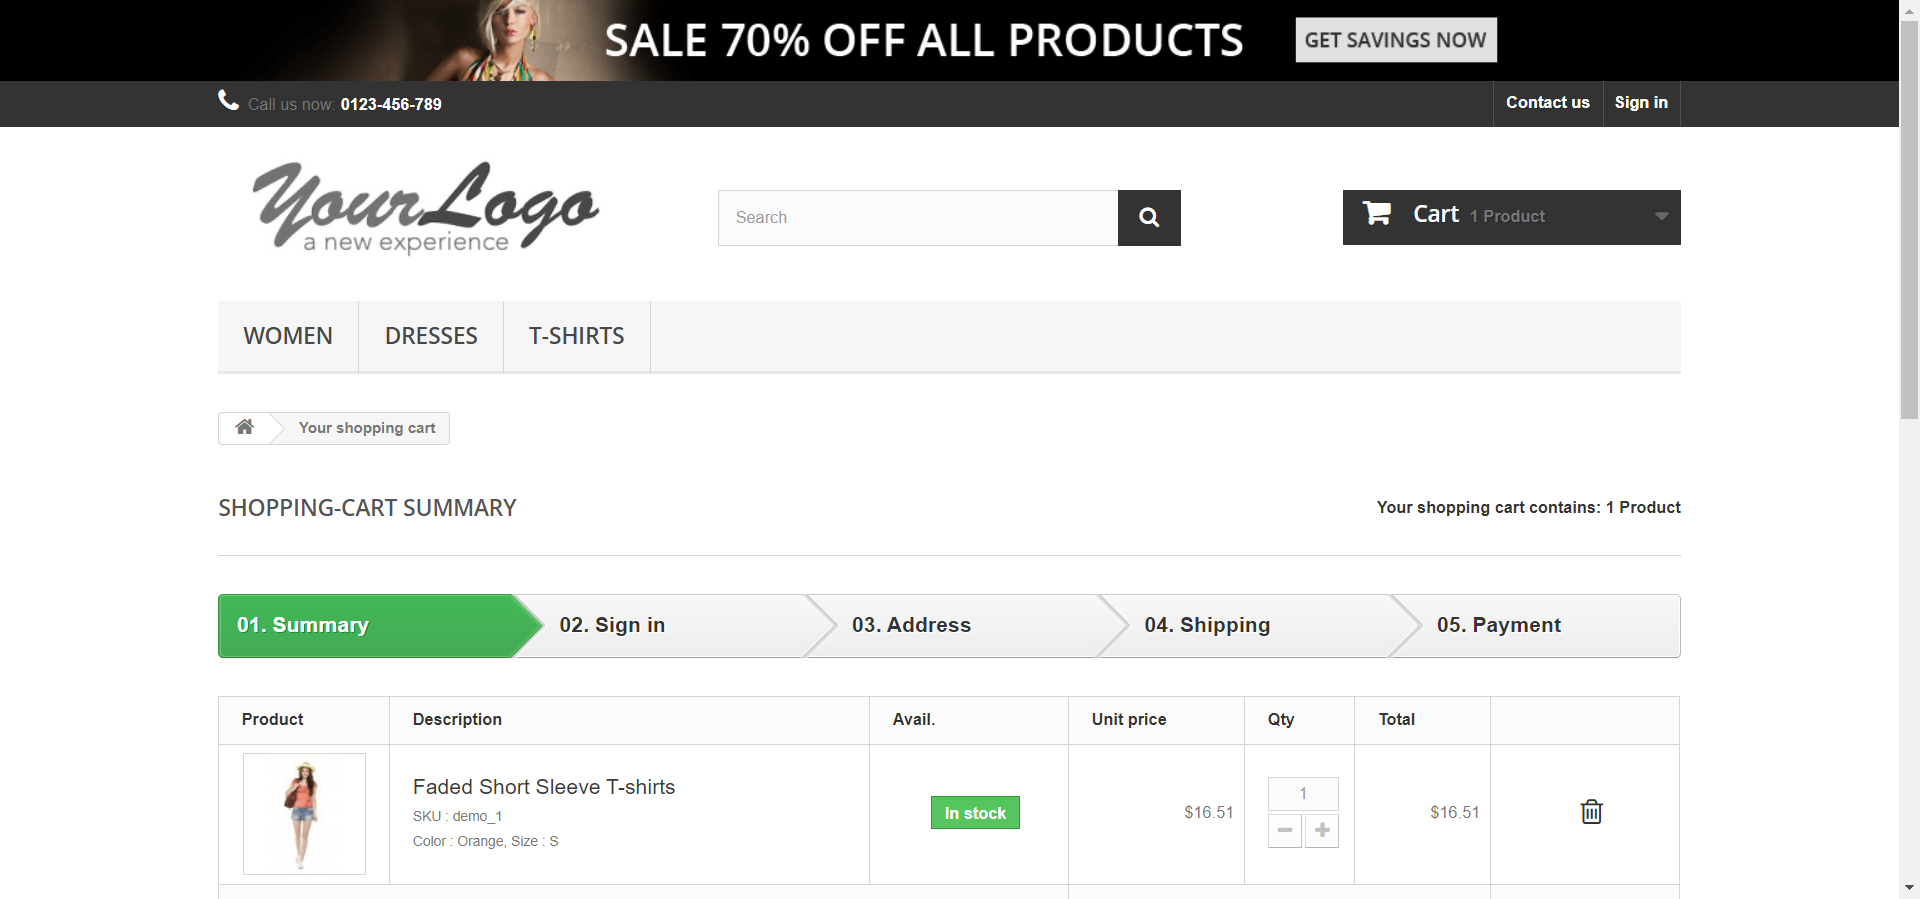 SALE 70% OFF ALL PRODUCTS GET SAVINGS NOW
Call us now: 0123-456-789 Contact us Sign in
YourLogo
a new experience
Search
Cart 1 Product
WOMEN DRESSES T-SHIRTS
Your shopping cart
SHOPPING-CART SUMMARY Your shopping cart contains: 1 Product
01. Summary 02. Sign in 03. Address 04. Shipping 05. Payment
Product Description Avail. Unit price Qty Total
Faded Short Sleeve T-shirts
SKU : demo_1
Color : Orange, Size : S
In stock
$16.51
1
$16.51